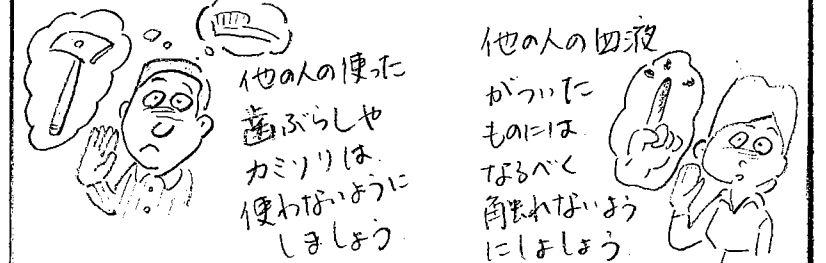 他の人の使った
歯ぶらしや
カミソリは
使わないように
しましょう
他の人の血液
がついた
ものには
なるべく
触れないよう
にしましょう